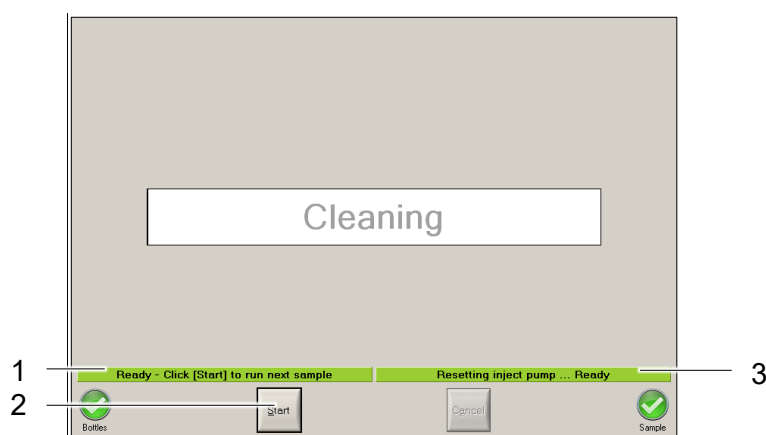 Cleaning
1 Ready - Click [Start] to run next sample Resetting inject pump ... Ready 3
2 Start Cancel
Bottles Sample